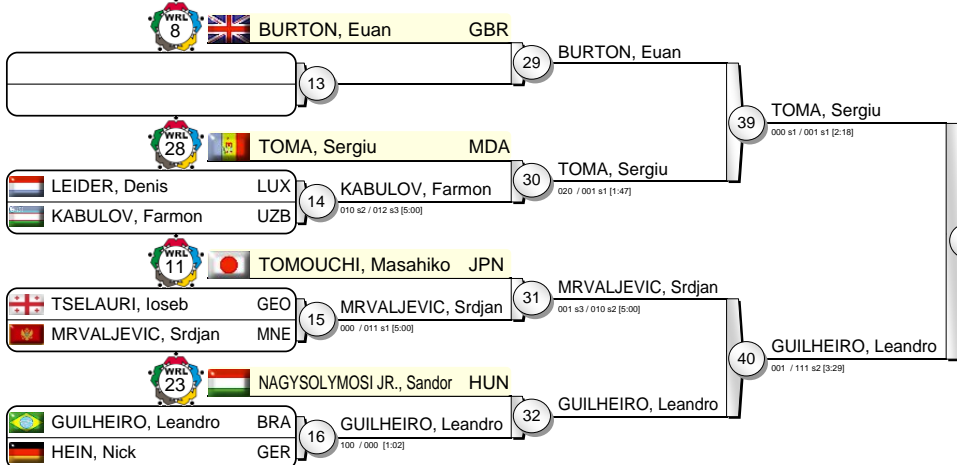 WRL
8
BURTON, Euan GBR
13
29
BURTON, Euan
39
TOMA, Sergiu
000 s1 / 001 s1 [2:18]
WRL
28
TOMA, Sergiu MDA
LEIDER, Denis LUX
KABULOV, Farmon UZB
14
KABULOV, Farmon
010 s2 / 012 s3 [5:00]
30
TOMA, Sergiu
020 / 001 s1 [1:47]
WRL
11
TOMOUCHI, Masahiko JPN
TSELAURI, Ioseb GEO
MRVALJEVIC, Srdjan MNE
15
MRVALJEVIC, Srdjan
000 / 011 s1 [5:00]
31
MRVALJEVIC, Srdjan
001 s3 / 010 s2 [5:00]
40
GUILHEIRO, Leandro
001 / 111 s2 [3:29]
WRL
23
NAGYSOLYMOSI JR., Sandor HUN
GUILHEIRO, Leandro BRA
HEIN, Nick GER
16
GUILHEIRO, Leandro
100 / 000 [1:02]
32
GUILHEIRO, Leandro